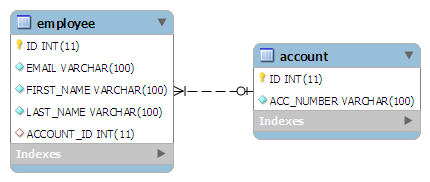 employee
ID INT(11)
EMAIL VARCHAR(100)
FIRST_NAME VARCHAR(100)
LAST_NAME VARCHAR(100)
ACCOUNT_ID INT(11)
Indexes
account
ID INT(11)
ACC_NUMBER VARCHAR(100)
Indexes